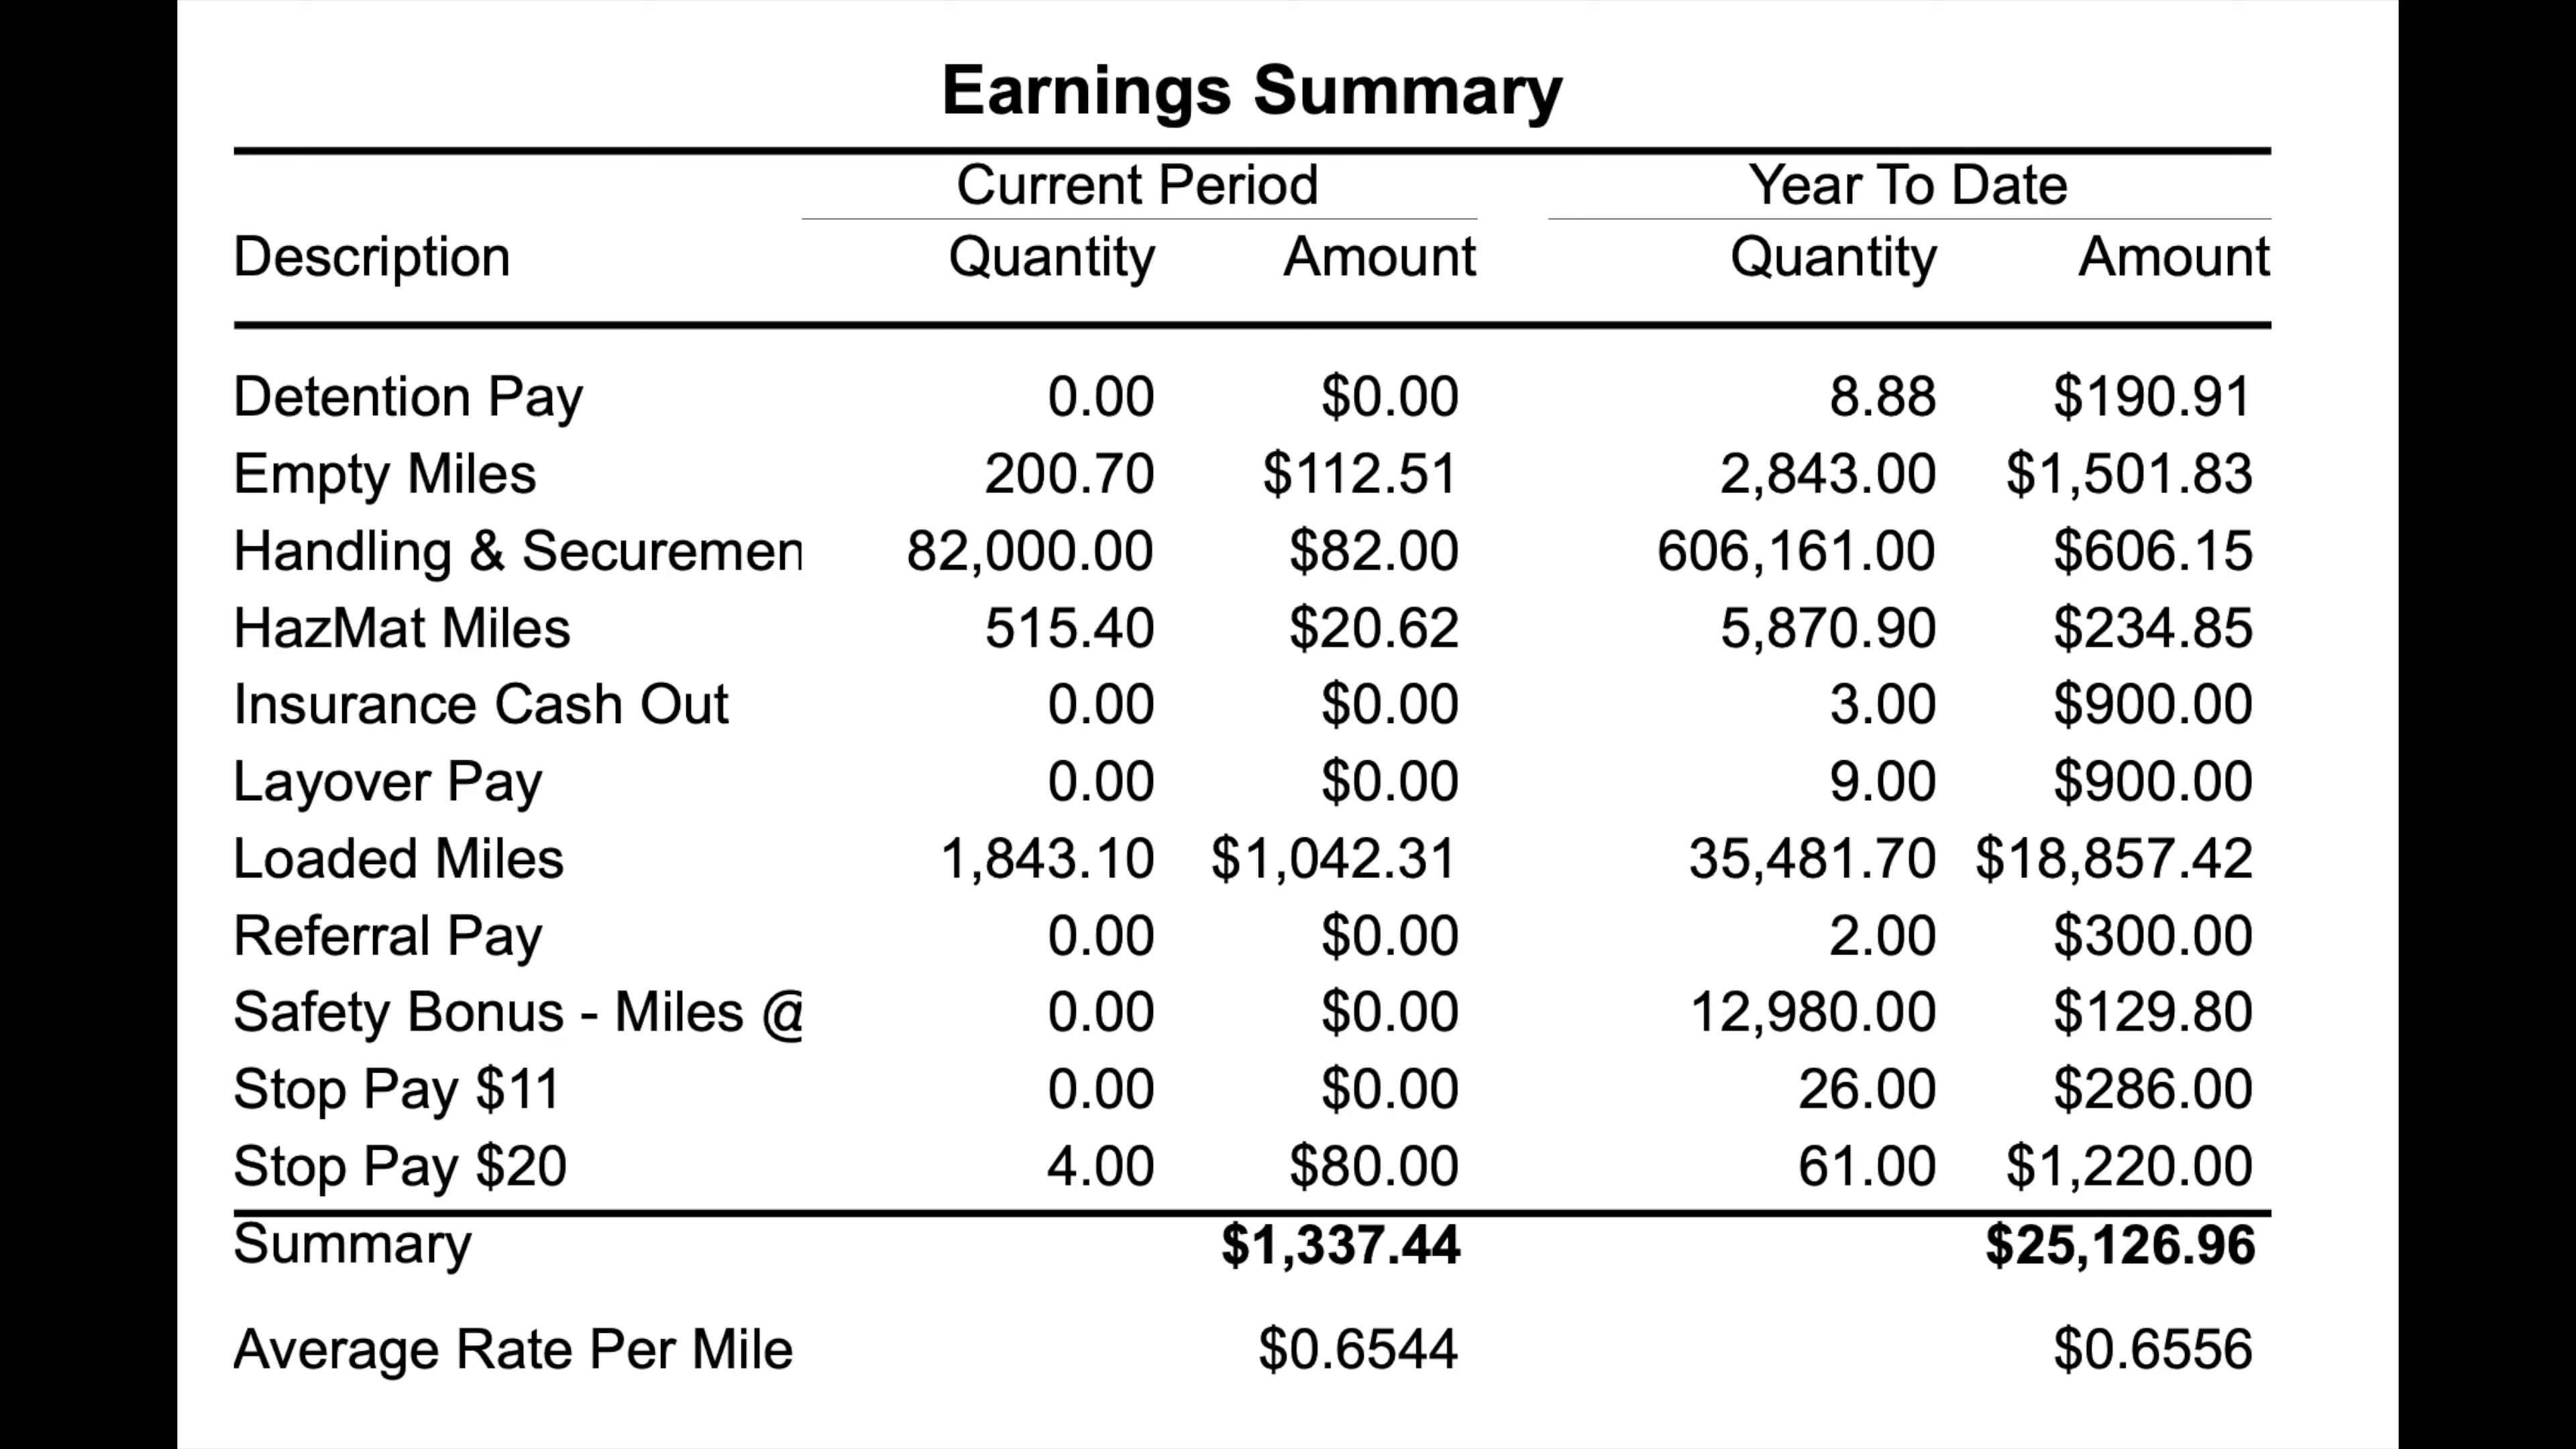 Earnings Summary
Current Period Year To Date
Description Quantity Amount Quantity Amount
Detention Pay 0.00 $0.00 8.88 $190.91
Empty Miles 200.70 $112.51 2,843.00 $1,501.83
Handling & Securemen 82,000.00 $82.00 606,161.00 $606.15
HazMat Miles 515.40 $20.62 5,870.90 $234.85
Insurance Cash Out 0.00 $0.00 3.00 $900.00
Layover Pay 0.00 $0.00 9.00 $900.00
Loaded Miles 1,843.10 $1,042.31 35,481.70 $18,857.42
Referral Pay 0.00 $0.00 2.00 $300.00
Safety Bonus - Miles @ 0.00 $0.00 12,980.00 $129.80
Stop Pay $11 0.00 $0.00 26.00 $286.00
Stop Pay $20 4.00 $80.00 61.00 $1,220.00
Summary $1,337.44 $25,126.96
Average Rate Per Mile $0.6544 $0.6556